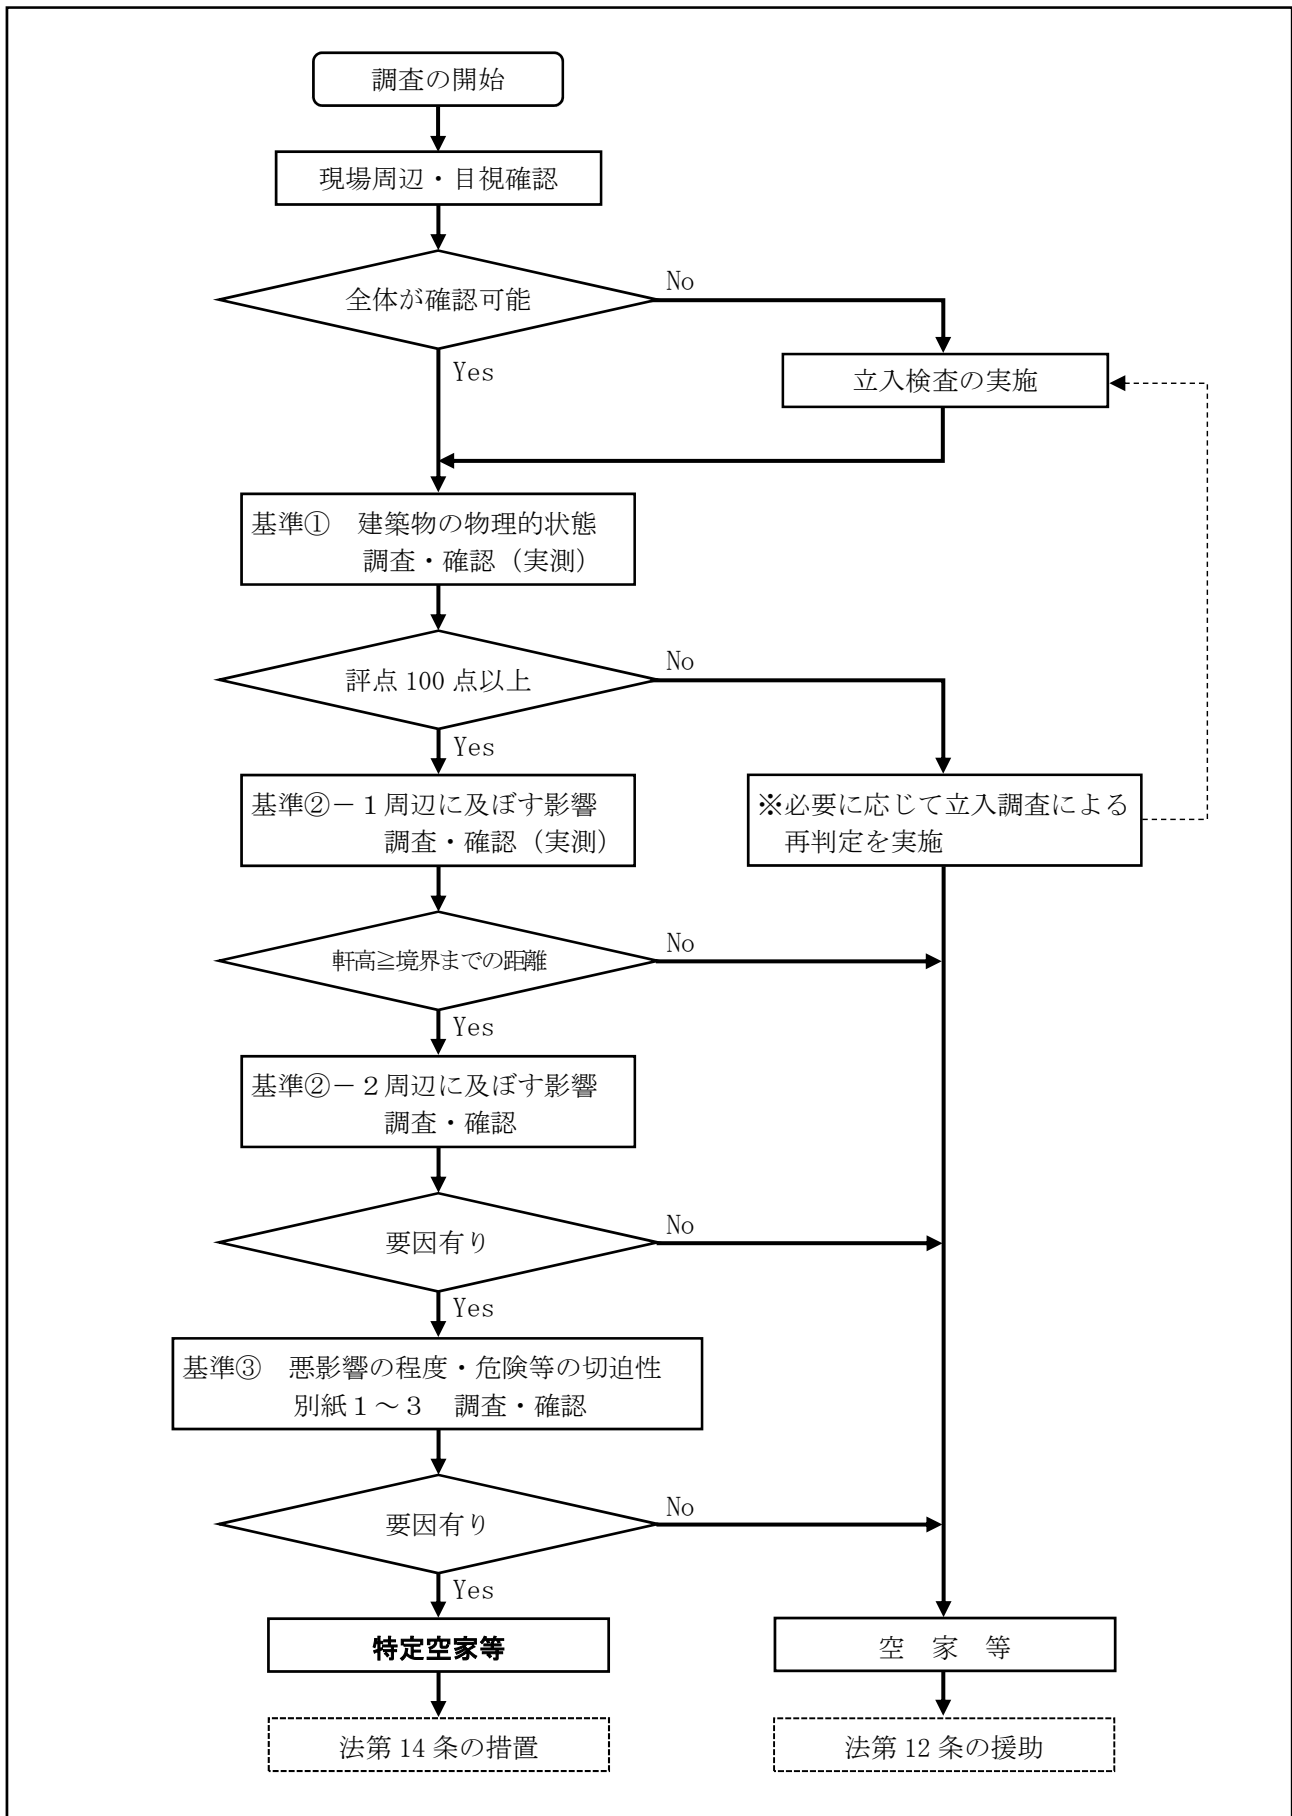 調査の開始
現場周辺・目視確認
全体が確認可能
No
Yes
立入検査の実施
基準①　建築物の物理的状態
調査・確認（実測）
評点 100 点以上
No
Yes
基準②－１周辺に及ぼす影響
調査・確認（実測）
※必要に応じて立入調査による
再判定を実施
軒高≧境界までの距離
No
Yes
基準②－２周辺に及ぼす影響
調査・確認
要因有り
No
Yes
基準③　悪影響の程度・危険等の切迫性
別紙１～３　調査・確認
要因有り
No
Yes
特定空家等
空　家　等
法第 14 条の措置
法第 12 条の援助